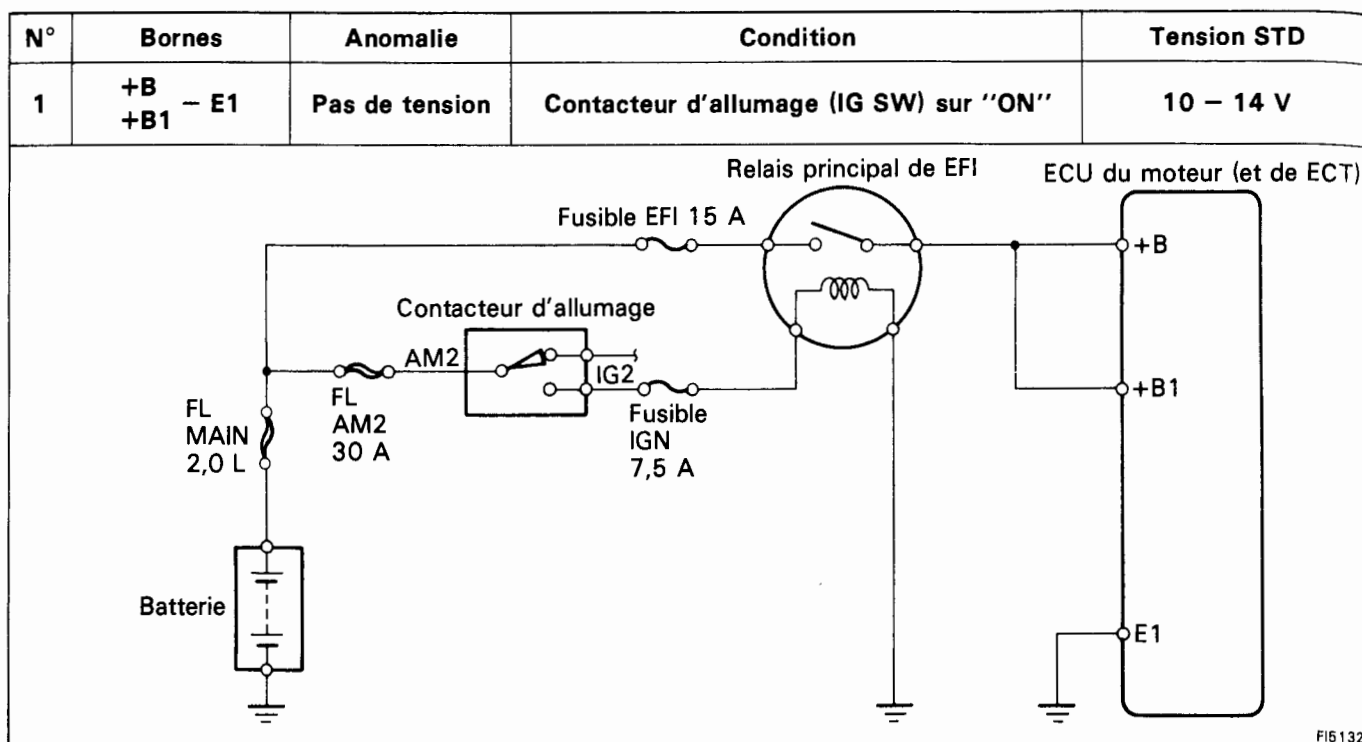 N° Bornes Anomalie Condition Tension STD
1 +B +B1 – E1 Pas de tension Contacteur d'allumage (IG SW) sur ''ON'' 10 – 14 V
Relais principal de EFI
ECU du moteur (et de ECT)
Fusible EFI 15 A
+B
Contacteur d'allumage
AM2
IG2
+B1
FL
MAIN
2,0 L
FL
AM2
30 A
Fusible
IGN
7,5 A
Batterie
E1
FI5132